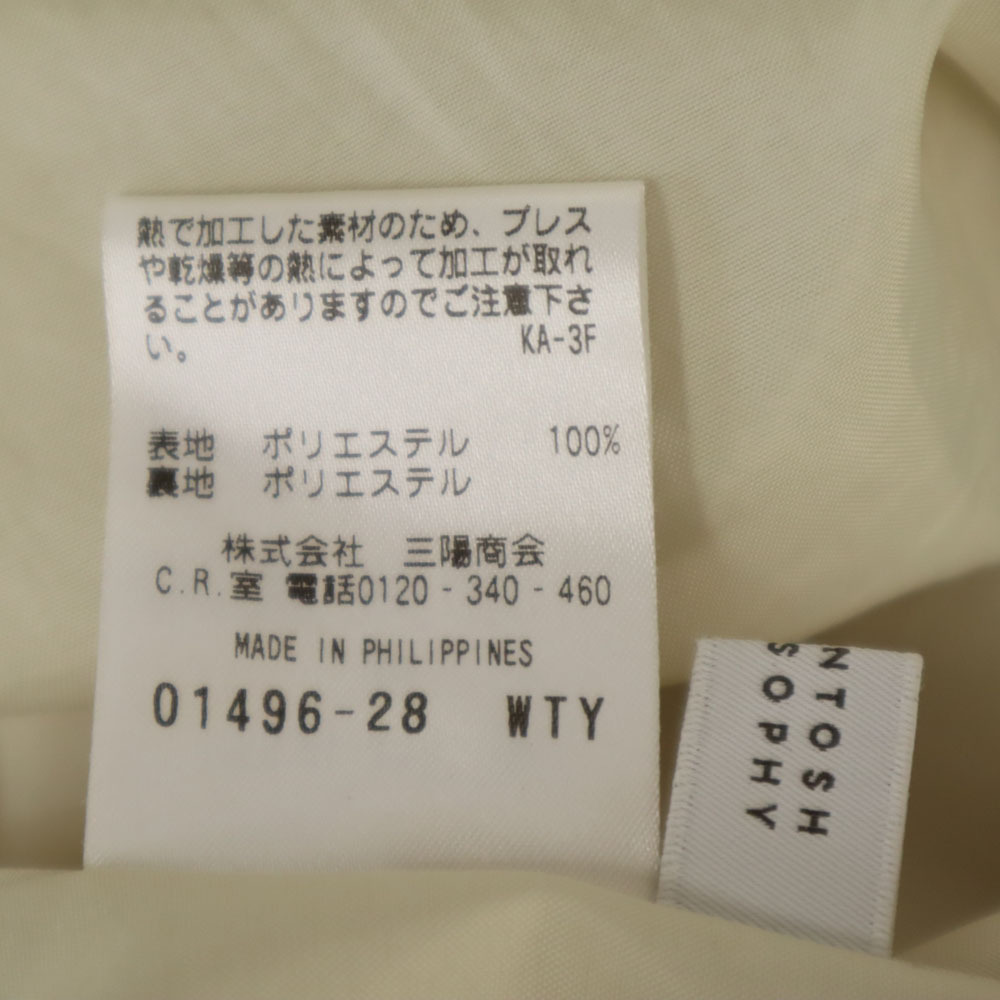 熱で加工した素材のため、プレス
や乾燥等の熱によって加工が取れ
ることがありますのでご注意下さ
い。 KA-3F
表地 ポリエステル 100%
裏地 ポリエステル
株式会社 三陽商会
C.R.室 電話0120-340-460
MADE IN PHILIPPINES
01496-28 WTY
NTOSH
SOPHY